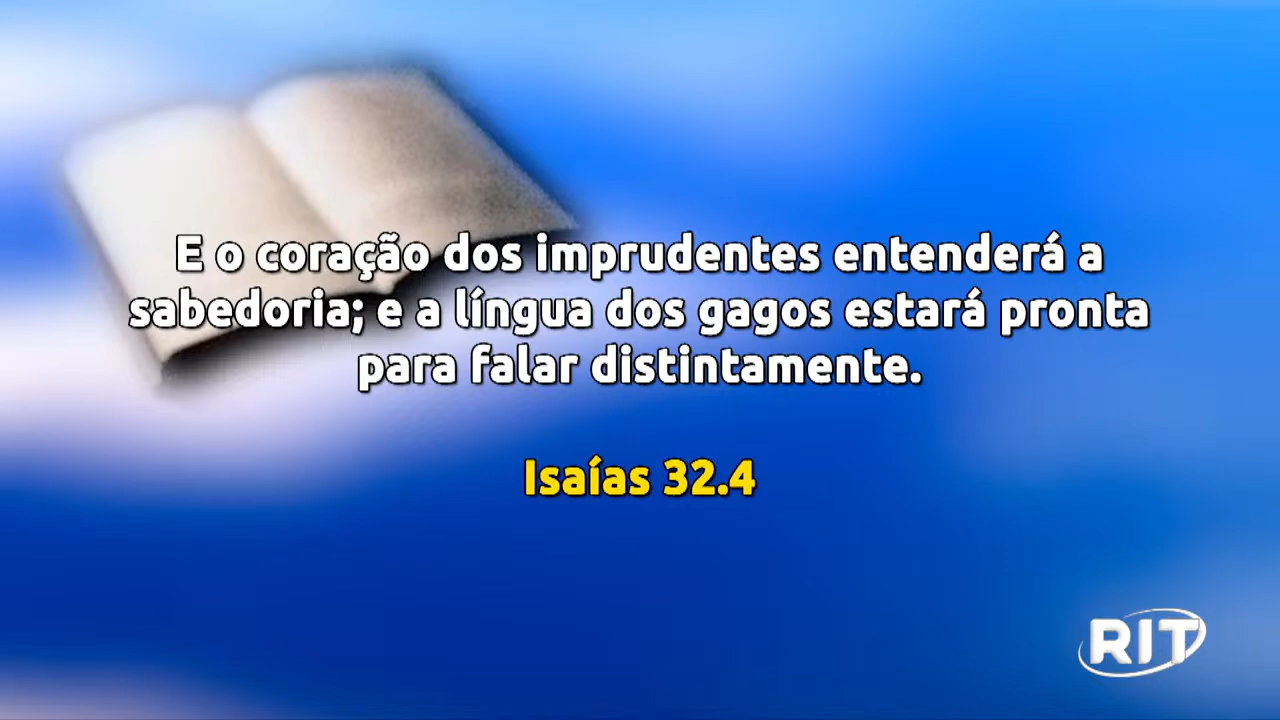 E o coração dos imprudentes entenderá a
sabedoria; e a língua dos gagos estará pronta
para falar distintamente.
Isaías 32.4
RIT